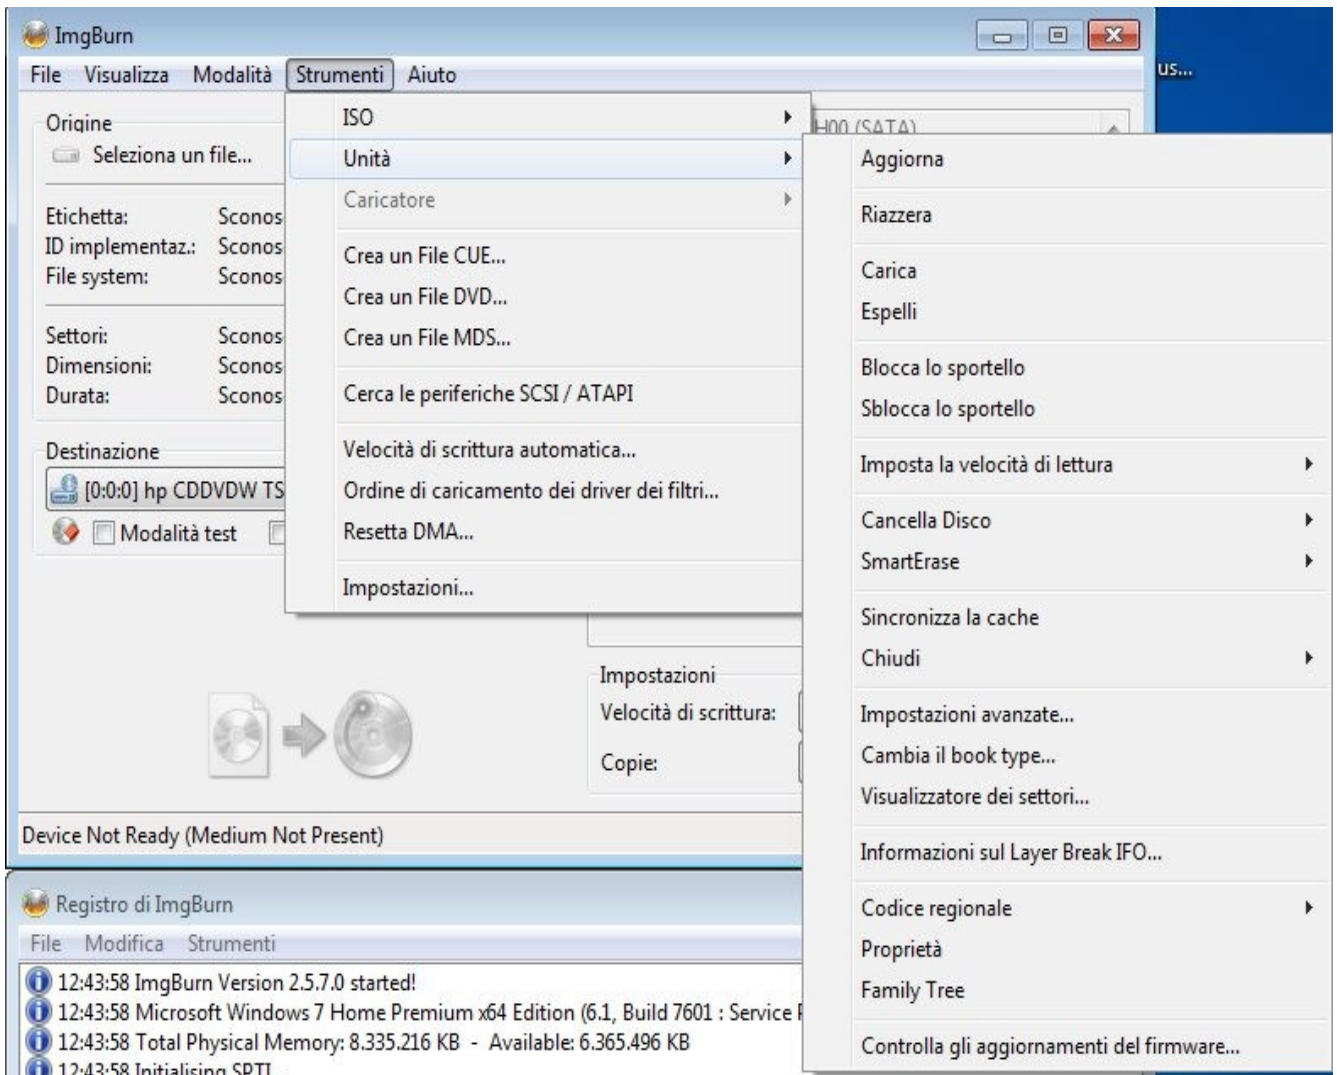 ImgBurn
File Visualizza Modalità Strumenti Aiuto
us...
Origine
Seleziona un file...
Etichetta: Sconos
ID implementaz.: Sconos
File system: Sconos
Settori: Sconos
Dimensioni: Sconos
Durata: Sconos
Destinazione
[0:0:0] hp CDDVDW TS
Modalità test
ISO
Unità
Caricatore
Crea un File CUE...
Crea un File DVD...
Crea un File MDS...
Cerca le periferiche SCSI / ATAPI
Velocità di scrittura automatica...
Ordine di caricamento dei driver dei filtri...
Resetta DMA...
Impostazioni...
H00 (SATA)
Aggiorna
Riazzera
Carica
Espelli
Blocca lo sportello
Sblocca lo sportello
Imposta la velocità di lettura
Cancella Disco
SmartErase
Sincronizza la cache
Chiudi
Impostazioni avanzate...
Cambia il book type...
Visualizzatore dei settori...
Informazioni sul Layer Break IFO...
Codice regionale
Proprietà
Family Tree
Controlla gli aggiornamenti del firmware...
Impostazioni
Velocità di scrittura:
Copie:
Device Not Ready (Medium Not Present)
Registro di ImgBurn
File Modifica Strumenti
12:43:58 ImgBurn Version 2.5.7.0 started!
12:43:58 Microsoft Windows 7 Home Premium x64 Edition (6.1, Build 7601 : Service
12:43:58 Total Physical Memory: 8.335.216 KB - Available: 6.365.496 KB
12:43:58 Initialising SPTI...